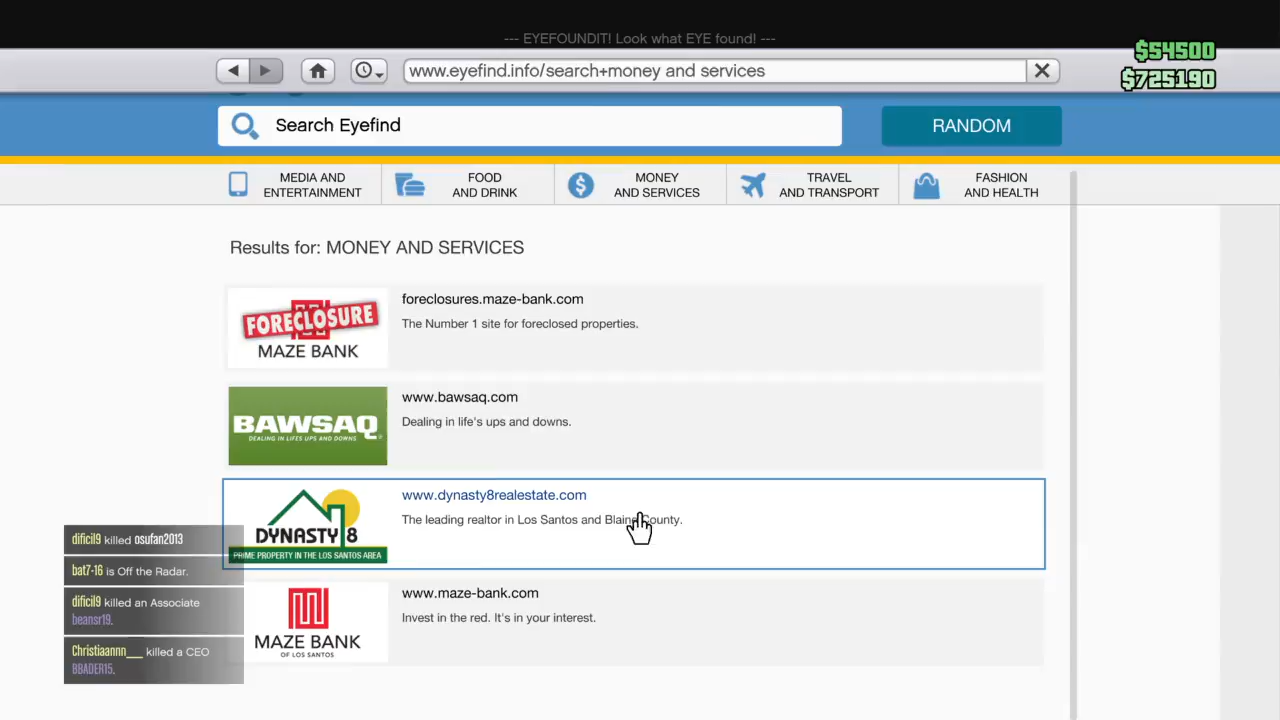 --- EYEFOUNDIT! Look what EYE found! ---
$54500
www.eyefind.info/search+money and services
$725190
Search Eyefind
RANDOM
MEDIA AND
ENTERTAINMENT
FOOD
AND DRINK
MONEY
AND SERVICES
TRAVEL
AND TRANSPORT
FASHION
AND HEALTH
Results for: MONEY AND SERVICES
FORECLOSURE
MAZE BANK
foreclosures.maze-bank.com
The Number 1 site for foreclosed properties.
BAWSAQ
DEALING IN LIFES UPS AND DOWNS
www.bawsaq.com
Dealing in life's ups and downs.
DYNASTY 8
PRIME PROPERTY IN THE LOS SANTOS AREA
www.dynasty8realestate.com
The leading realtor in Los Santos and Blaine County.
MAZE BANK
OF LOS SANTOS
www.maze-bank.com
Invest in the red. It's in your interest.
dificil9 killed osufan2013
bat7-16 is Off the Radar.
dificil9 killed an Associate
beansr19.
Christiaannn__ killed a CEO
BBADER15.